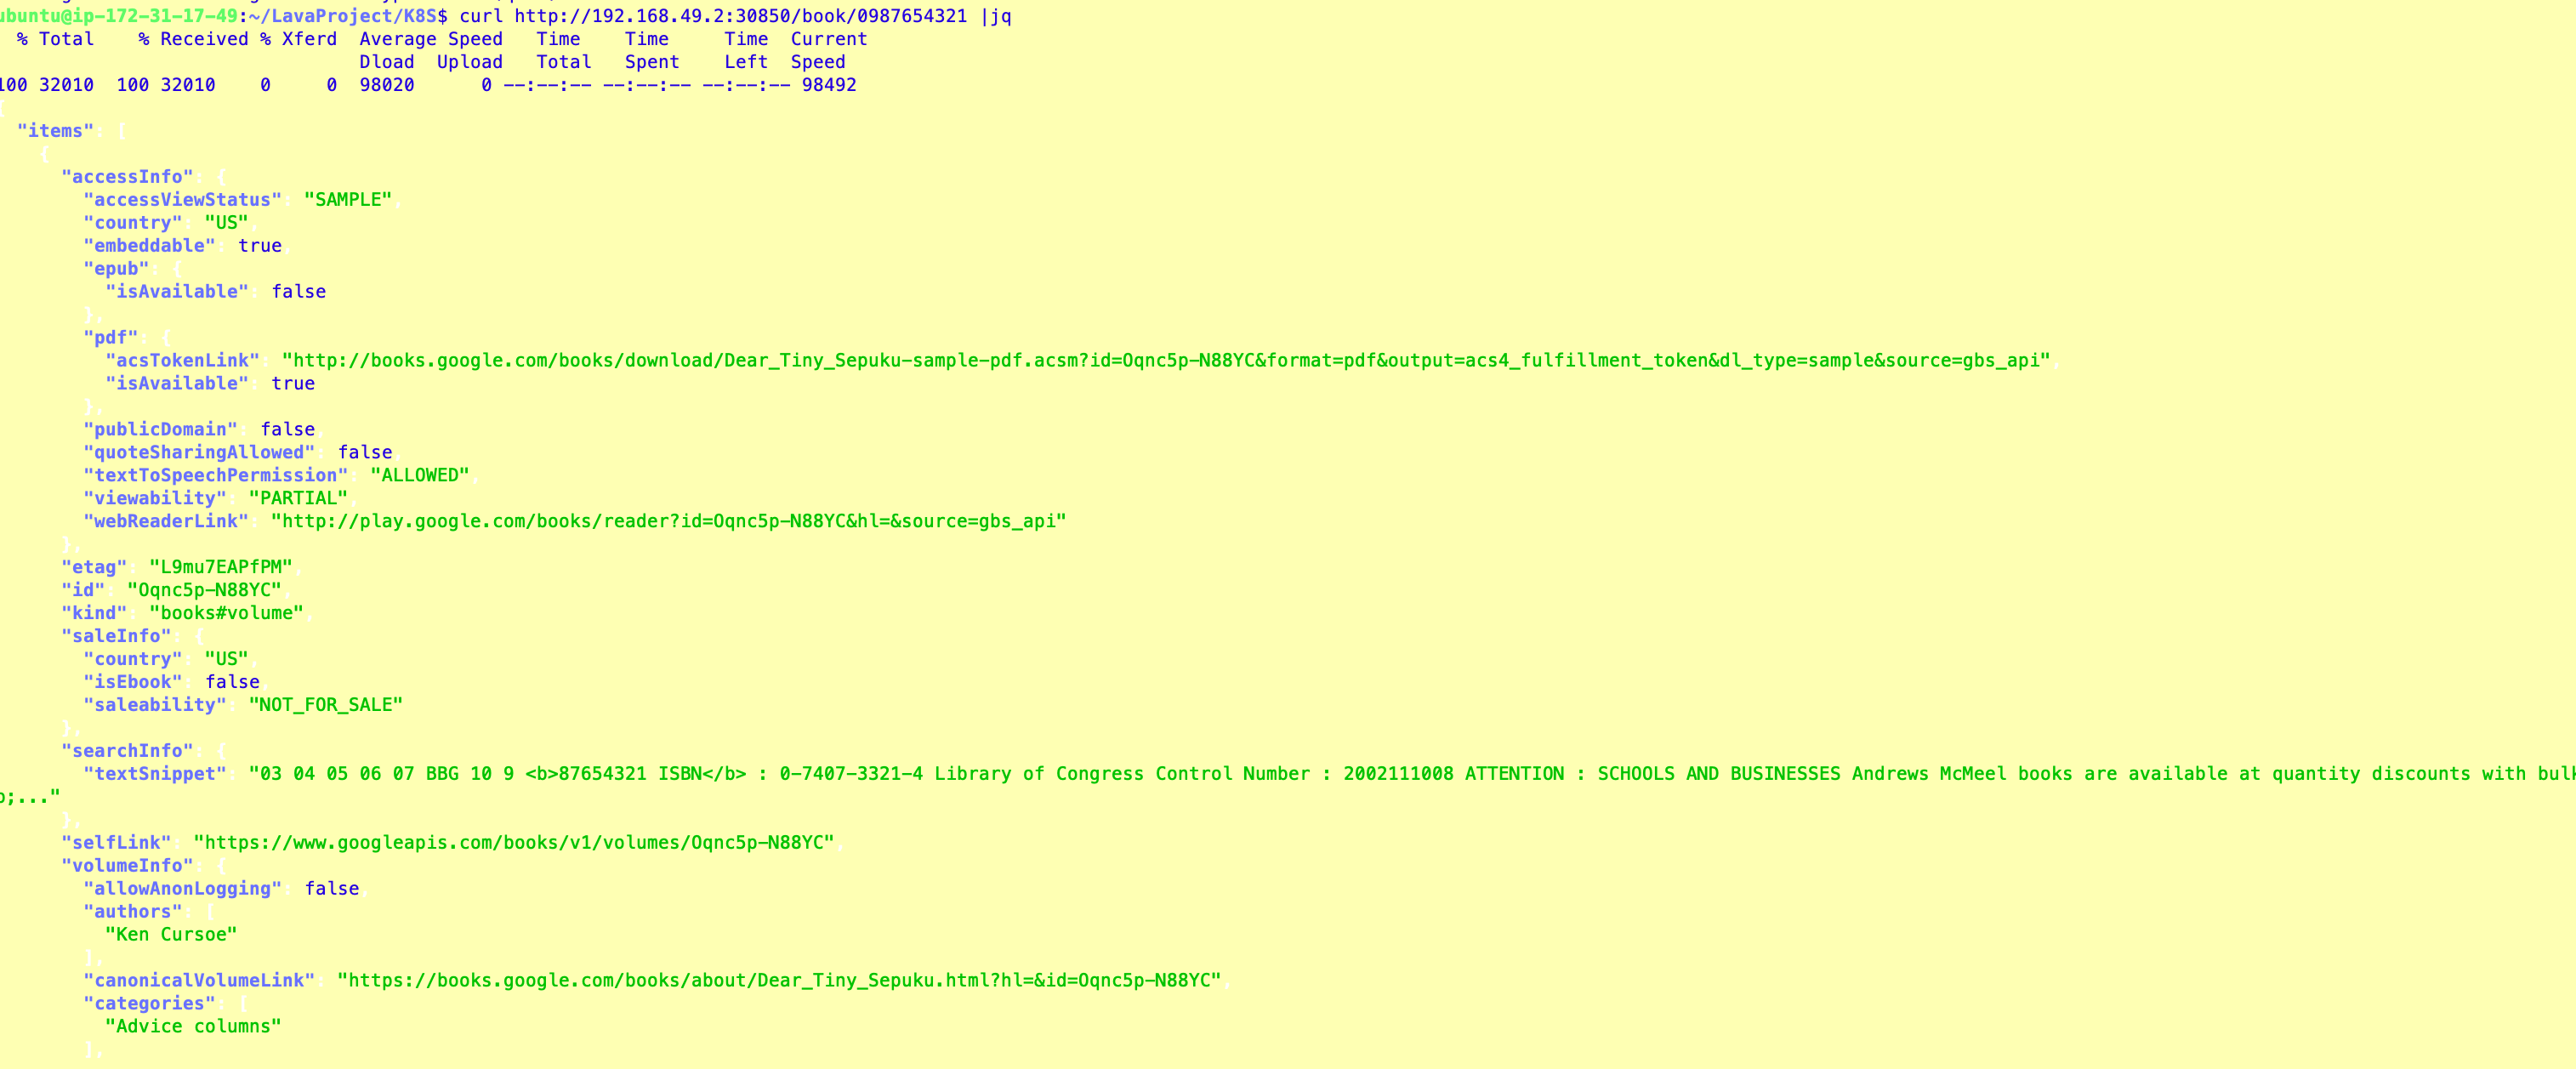 ubuntu@ip-172-31-17-49:~/LavaProject/K8S$ curl http://192.168.49.2:30850/book/0987654321 |jq
  % Total    % Received % Xferd  Average Speed   Time    Time     Time  Current
                                 Dload  Upload   Total   Spent    Left  Speed
100 32010  100 32010    0     0  98020      0 --:--:-- --:--:-- --:--:-- 98492
{
  "items": [
    {
      "accessInfo": {
        "accessViewStatus": "SAMPLE",
        "country": "US",
        "embeddable": true,
        "epub": {
          "isAvailable": false
        },
        "pdf": {
          "acsTokenLink": "http://books.google.com/books/download/Dear_Tiny_Sepuku-sample-pdf.acsm?id=Oqnc5p-N88YC&format=pdf&output=acs4_fulfillment_token&dl_type=sample&source=gbs_api",
          "isAvailable": true
        },
        "publicDomain": false,
        "quoteSharingAllowed": false,
        "textToSpeechPermission": "ALLOWED",
        "viewability": "PARTIAL",
        "webReaderLink": "http://play.google.com/books/reader?id=Oqnc5p-N88YC&hl=&source=gbs_api"
      },
      "etag": "L9mu7EAPfPM",
      "id": "Oqnc5p-N88YC",
      "kind": "books#volume",
      "saleInfo": {
        "country": "US",
        "isEbook": false,
        "saleability": "NOT_FOR_SALE"
      },
      "searchInfo": {
        "textSnippet": "03 04 05 06 07 BBG 10 9 <b>87654321 ISBN</b> : 0-7407-3321-4 Library of Congress Control Number : 2002111008 ATTENTION : SCHOOLS AND BUSINESSES Andrews McMeel books are available at quantity discounts with bulk
;..."
      },
      "selfLink": "https://www.googleapis.com/books/v1/volumes/Oqnc5p-N88YC",
      "volumeInfo": {
        "allowAnonLogging": false,
        "authors": [
          "Ken Cursoe"
        ],
        "canonicalVolumeLink": "https://books.google.com/books/about/Dear_Tiny_Sepuku.html?hl=&id=Oqnc5p-N88YC",
        "categories": [
          "Advice columns"
        ],